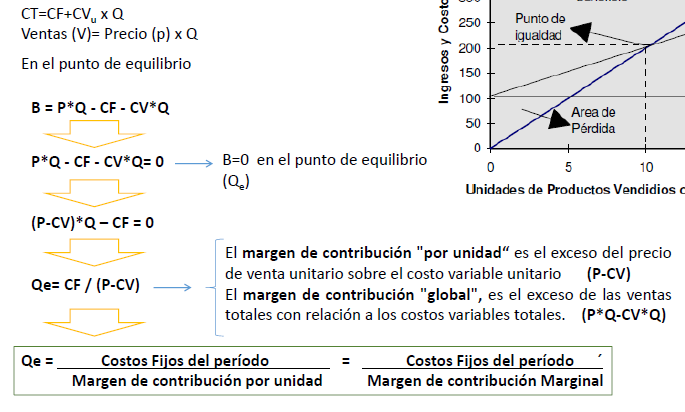 CT=CF+CVu x Q
Ventas (V)= Precio (p) x Q
En el punto de equilibrio
B = P*Q - CF - CV*Q
P*Q - CF - CV*Q= 0
B=0 en el punto de equilibrio
(Qe)
(P-CV)*Q – CF = 0
Qe= CF / (P-CV)
El margen de contribución "por unidad“ es el exceso del precio
de venta unitario sobre el costo variable unitario (P-CV)
El margen de contribución "global", es el exceso de las ventas
totales con relación a los costos variables totales. (P*Q-CV*Q)
Qe = Costos Fijos del período = Costos Fijos del período ´
Margen de contribución por unidad Margen de contribución Marginal
Ingresos y Costo
250
200
150
100
50
0
Punto de
igualdad
Area de
Pérdida
0 5 10
Unidades de Productos Vendidios